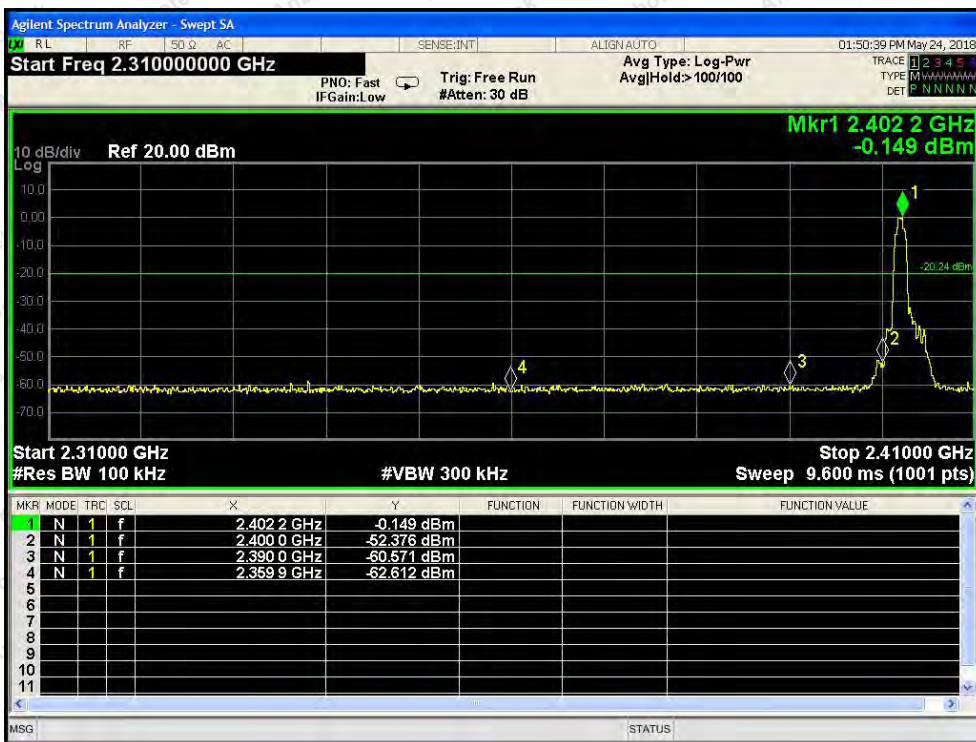 Agilent Spectrum Analyzer - Swept SA
LXI RL RF 50 Ω AC SENSE:INT ALIGN AUTO 01:50:39 PM May 24, 2018
Start Freq 2.310000000 GHz
PNO: Fast
IFGain:Low
Trig: Free Run
#Atten: 30 dB
Avg Type: Log-Pwr
Avg|Hold:>100/100
TRACE 1 2 3 4 5
TYPE M
DET P N N N N N
Mkr1 2.402 2 GHz
-0.149 dBm
10 dB/div Ref 20.00 dBm
Log
10.0
0.00
-10.0
-20.0
-30.0
-40.0
-50.0
-60.0
-70.0
1
-20.24 dBm
2
3
4
Start 2.31000 GHz Stop 2.41000 GHz
#Res BW 100 kHz #VBW 300 kHz Sweep 9.600 ms (1001 pts)
MKR MODE TRC SCL X Y FUNCTION FUNCTION WIDTH FUNCTION VALUE
1 N 1 f 2.402 2 GHz -0.149 dBm
2 N 1 f 2.400 0 GHz -52.376 dBm
3 N 1 f 2.390 0 GHz -60.571 dBm
4 N 1 f 2.359 9 GHz -62.612 dBm
5
6
7
8
9
10
11
MSG STATUS